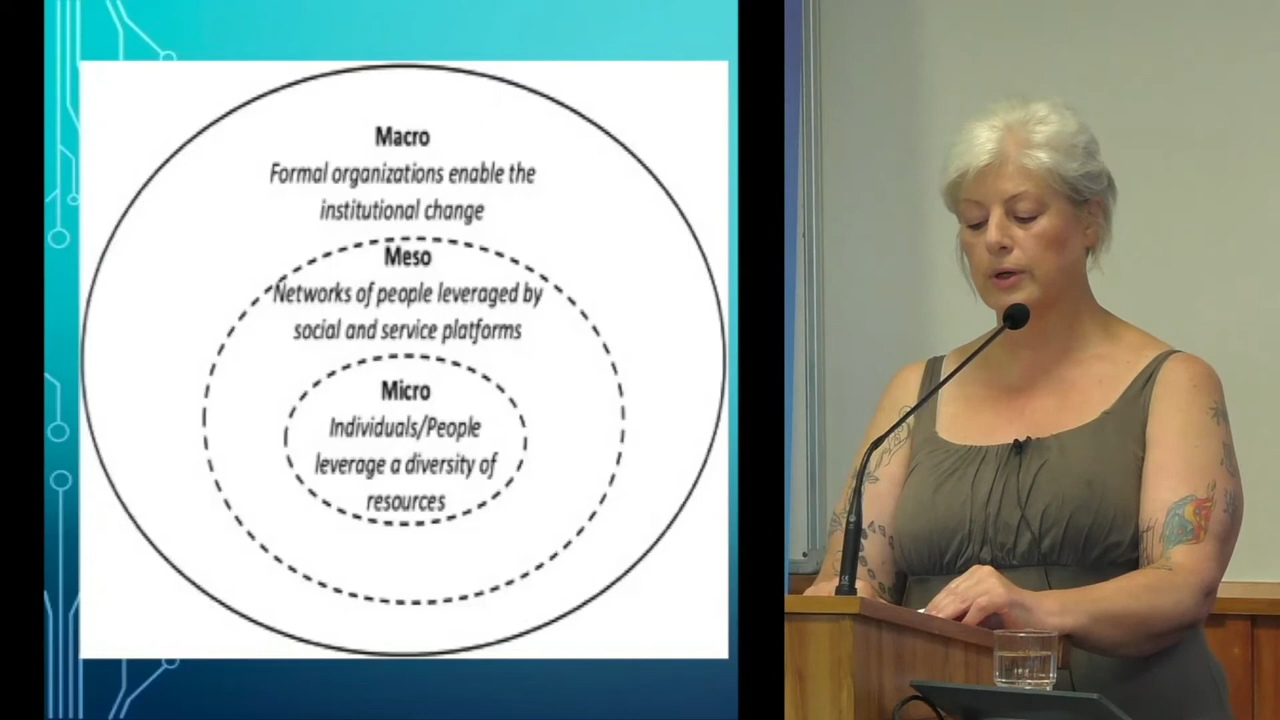 Macro
Formal organizations enable the
institutional change
Meso
Networks of people leveraged by
social and service platforms
Micro
Individuals/People
leverage a diversity of
resources